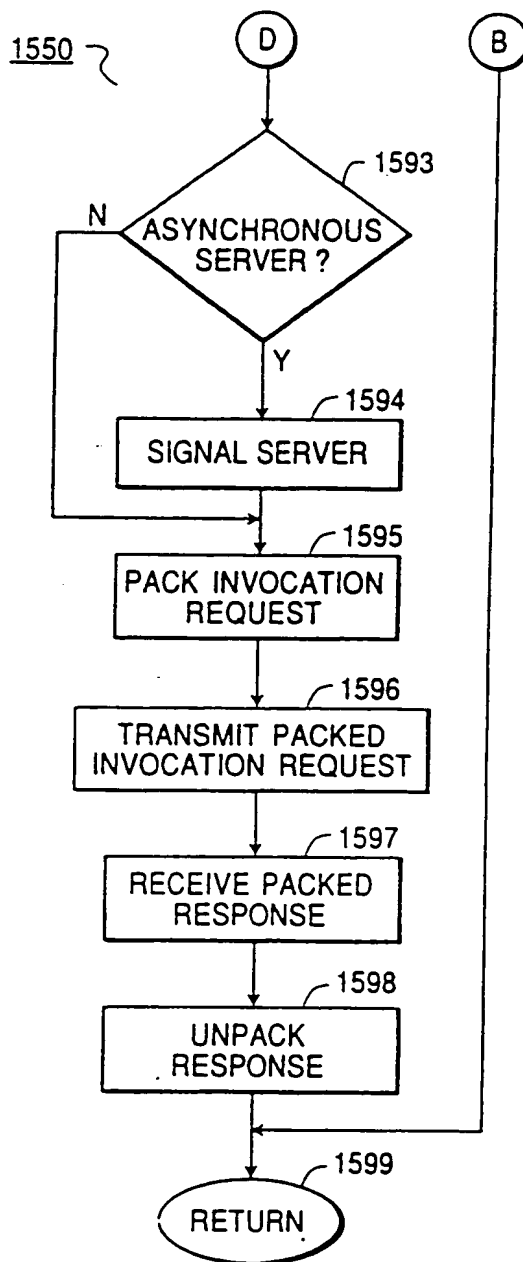 1550
D
B
1593
N
ASYNCHRONOUS
SERVER?
Y
1594
SIGNAL SERVER
1595
PACK INVOCATION
REQUEST
1596
TRANSMIT PACKED
INVOCATION REQUEST
1597
RECEIVE PACKED
RESPONSE
1598
UNPACK
RESPONSE
1599
RETURN